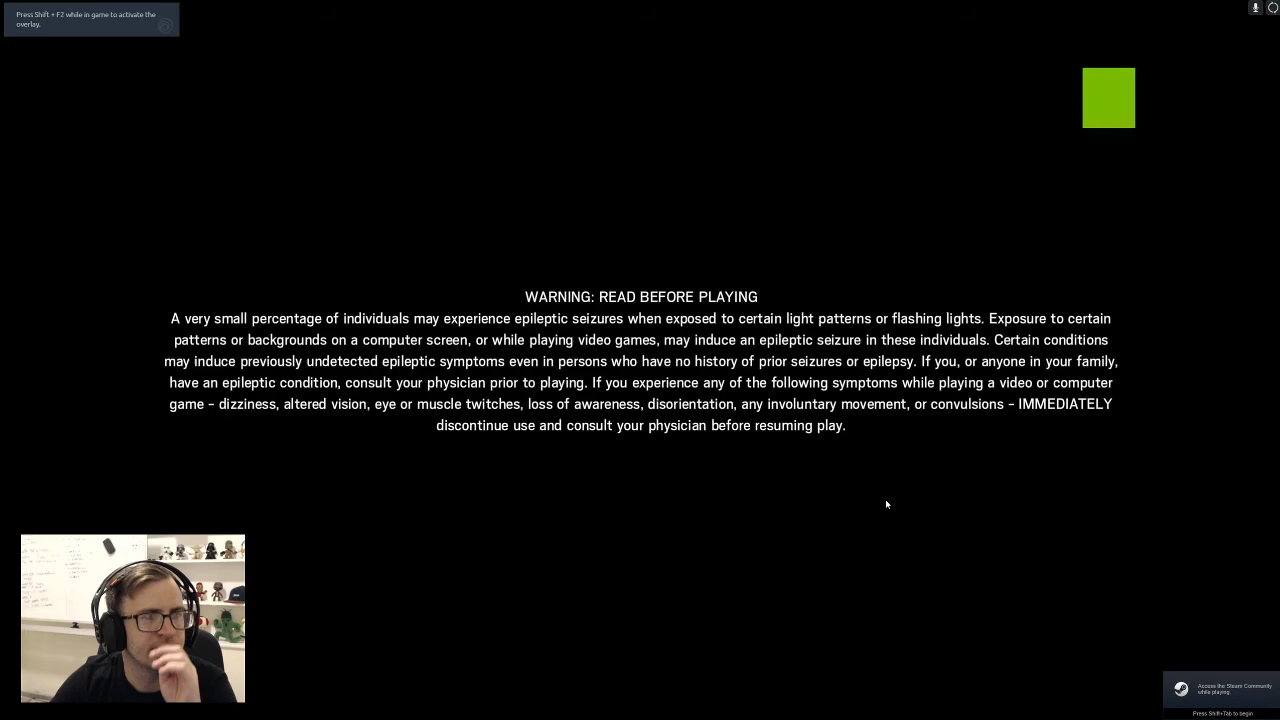 Press Shift + F2 while in game to activate the
overlay.
WARNING: READ BEFORE PLAYING
A very small percentage of individuals may experience epileptic seizures when exposed to certain light patterns or flashing lights. Exposure to certain
patterns or backgrounds on a computer screen, or while playing video games, may induce an epileptic seizure in these individuals. Certain conditions
may induce previously undetected epileptic symptoms even in persons who have no history of prior seizures or epilepsy. If you, or anyone in your family,
have an epileptic condition, consult your physician prior to playing. If you experience any of the following symptoms while playing a video or computer
game - dizziness, altered vision, eye or muscle twitches, loss of awareness, disorientation, any involuntary movement, or convulsions - IMMEDIATELY
discontinue use and consult your physician before resuming play.
Access the Steam Community
while playing.
Press Shift+Tab to begin